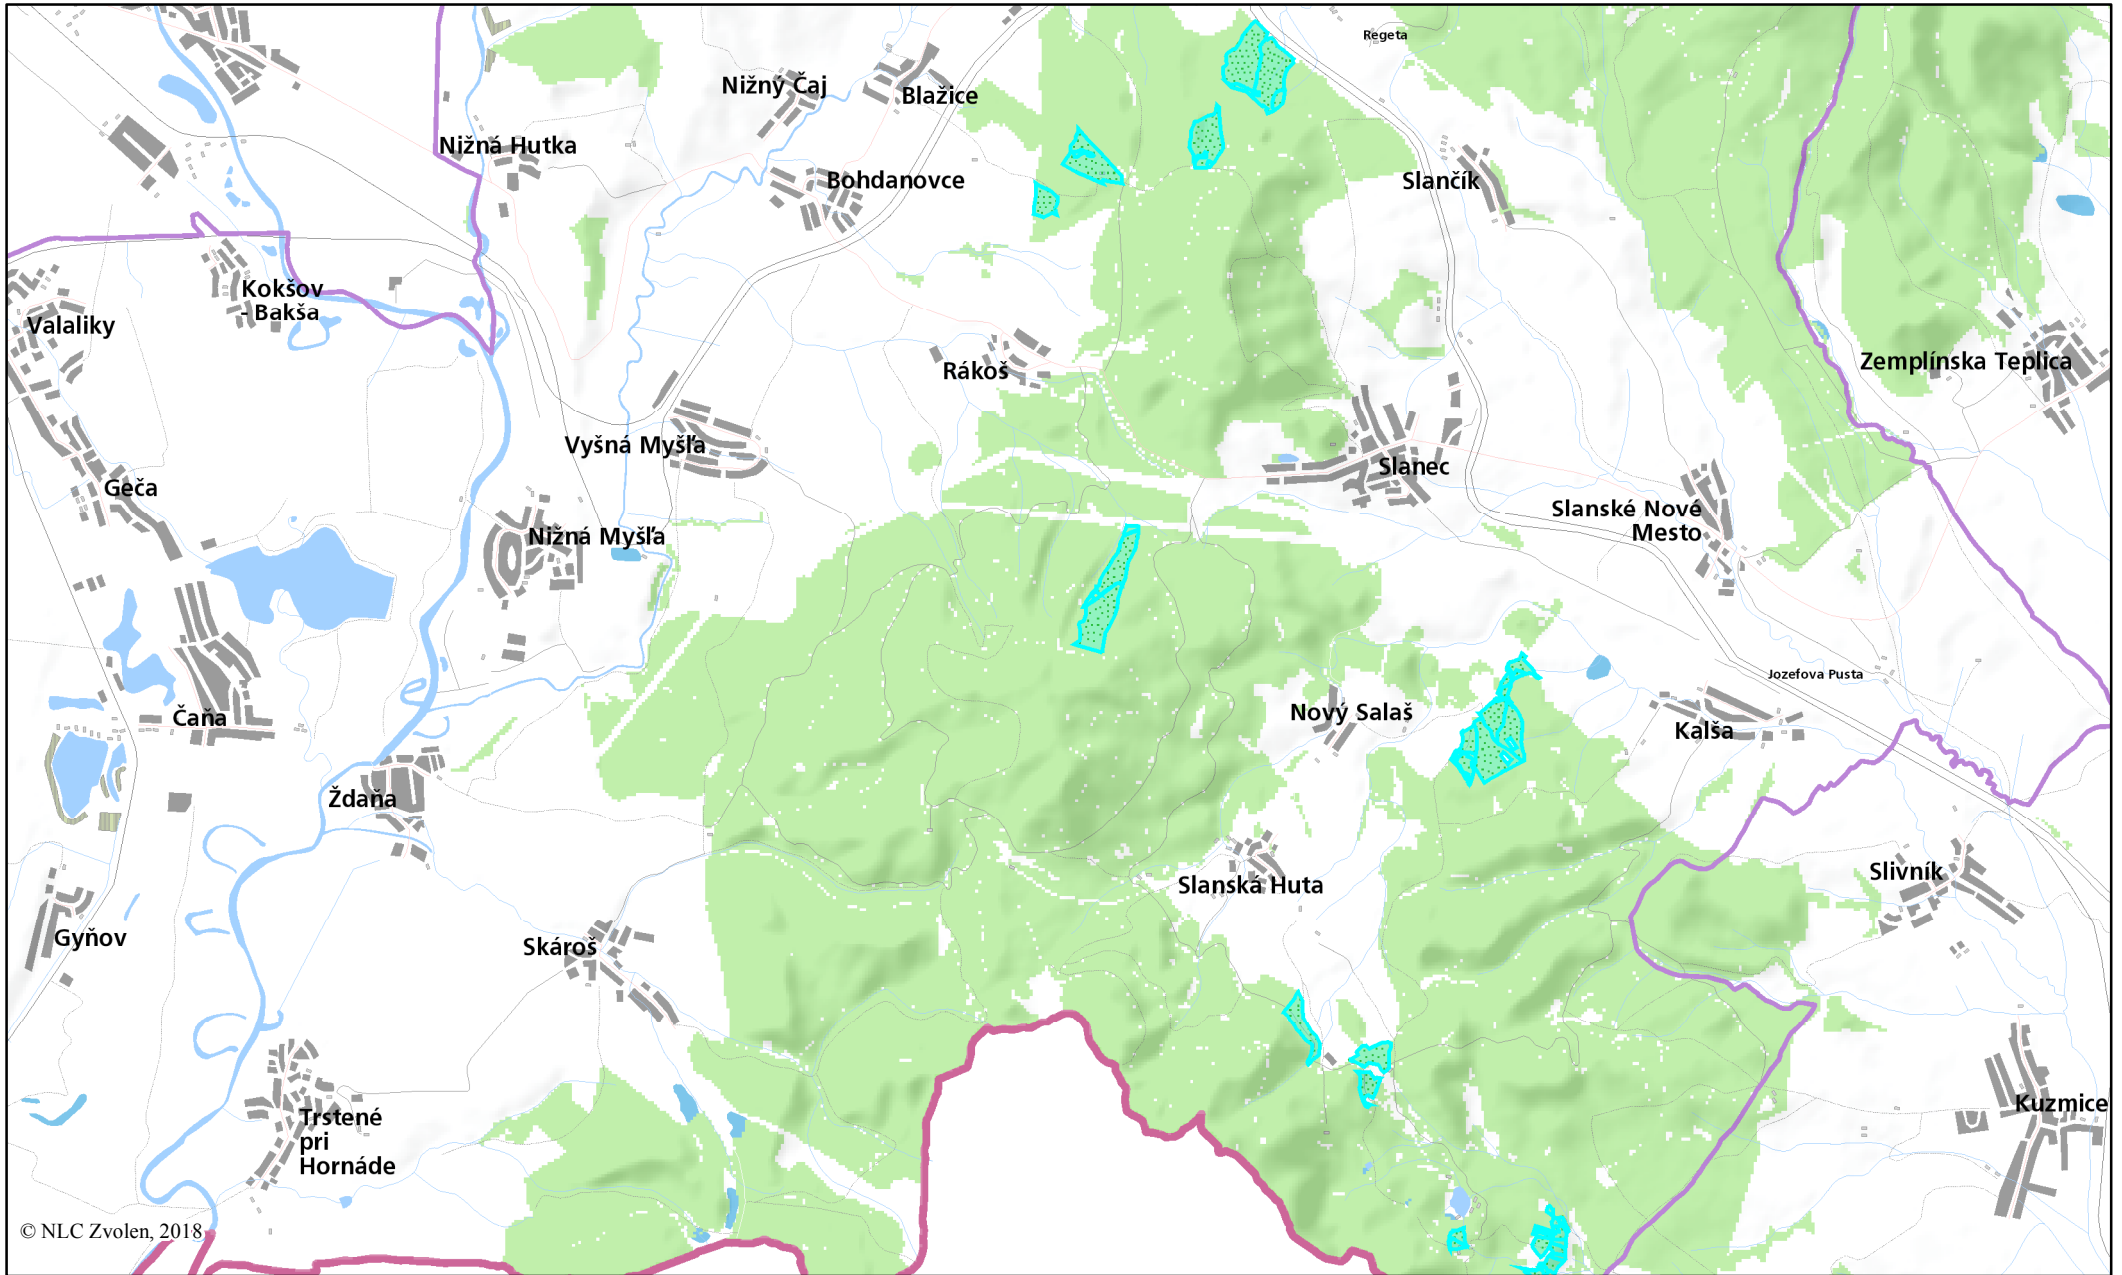 Regeta
Nižný Čaj
Blažice
Nižná Hutka
Bohdanovce
Slančík
Kokšov
- Bakša
Valaliky
Rákoš
Zemplínska Teplica
Vyšná Myšľa
Slanec
Geča
Slanské Nové
Mesto
Nižná Myšľa
Jozefova Pusta
Nový Salaš
Čaňa
Kalša
Ždaňa
Slivník
Slanská Huta
Gyňov
Skároš
Kuzmice
Trstené
pri
Hornáde
© NLC Zvolen, 2018